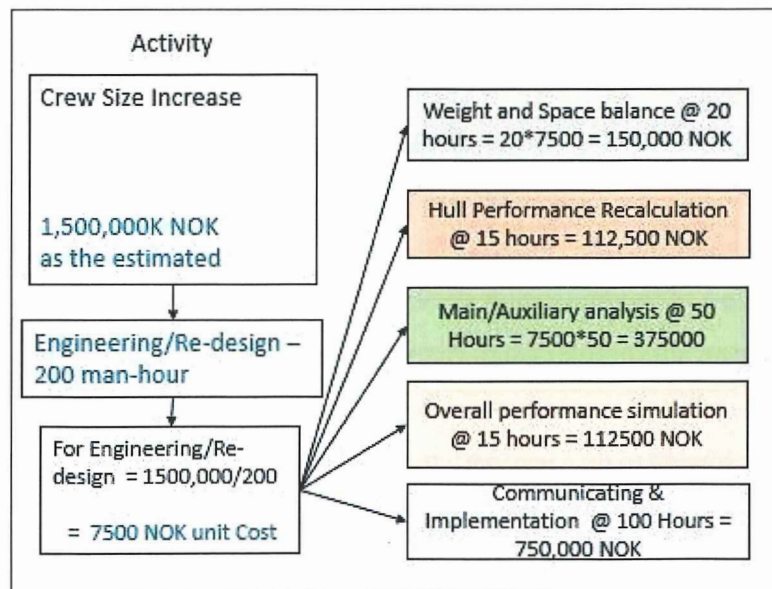 Activity
Crew Size Increase
1,500,000K NOK
as the estimated
Engineering/Re-design –
200 man-hour
For Engineering/Re-
design = 1500,000/200
= 7500 NOK unit Cost
Weight and Space balance @ 20
hours = 20*7500 = 150,000 NOK
Hull Performance Recalculation
@ 15 hours = 112,500 NOK
Main/Auxiliary analysis @ 50
Hours = 7500*50 = 375000
Overall performance simulation
@ 15 hours = 112500 NOK
Communicating &
Implementation @ 100 Hours =
750,000 NOK